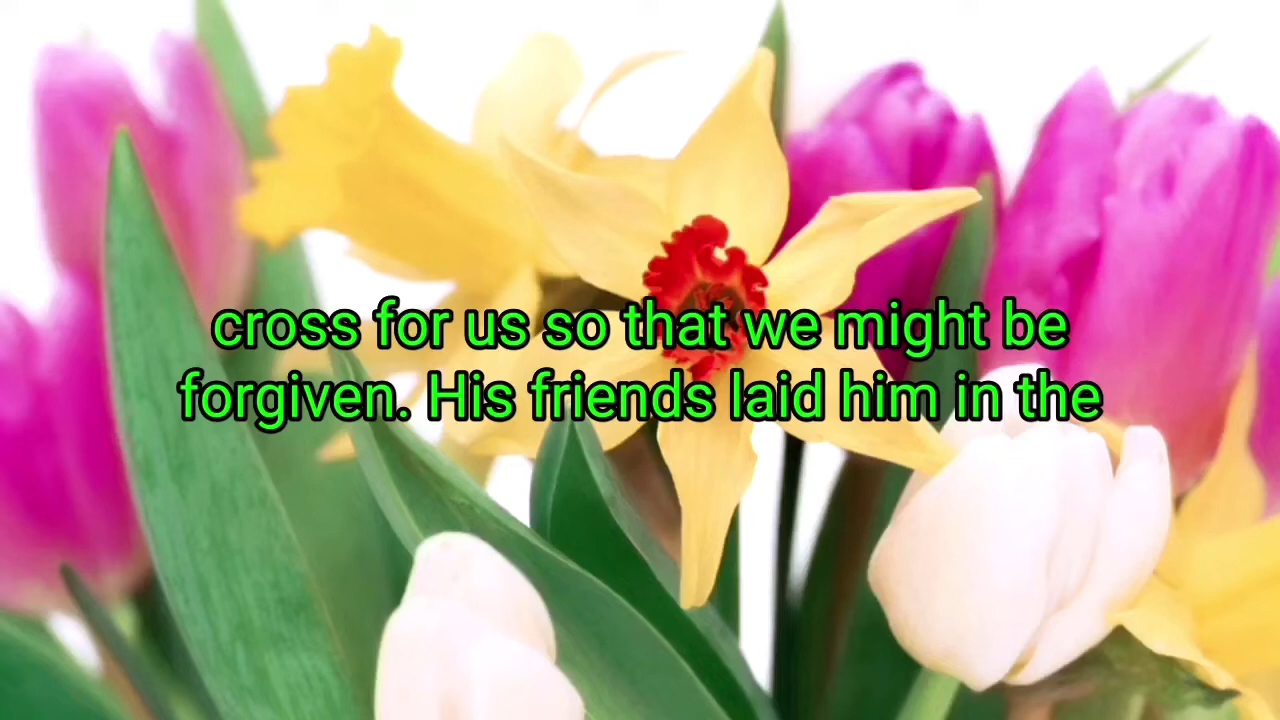 cross for us so that we might be
forgiven. His friends laid him in the